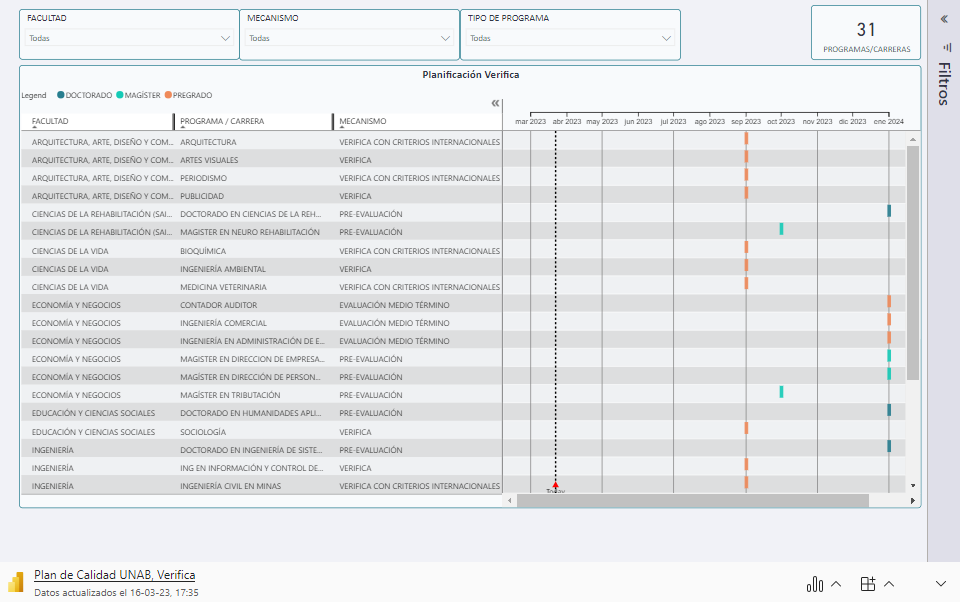 FACULTAD MECANISMO TIPO DE PROGRAMA
Todas Todas Todas
31
PROGRAMAS/CARRERAS
Filtros
Planificación Verifica
Legend DOCTORADO MAGÍSTER PREGRADO
FACULTAD PROGRAMA / CARRERA MECANISMO
mar 2023 abr 2023 may 2023 jun 2023 jul 2023 ago 2023 sep 2023 oct 2023 nov 2023 dic 2023 ene 2024
ARQUITECTURA, ARTE, DISEÑO Y COM... ARQUITECTURA VERIFICA CON CRITERIOS INTERNACIONALES
ARQUITECTURA, ARTE, DISEÑO Y COM... ARTES VISUALES VERIFICA
ARQUITECTURA, ARTE, DISEÑO Y COM... PERIODISMO VERIFICA CON CRITERIOS INTERNACIONALES
ARQUITECTURA, ARTE, DISEÑO Y COM... PUBLICIDAD VERIFICA
CIENCIAS DE LA REHABILITACIÓN (SAI... DOCTORADO EN CIENCIAS DE LA REH... PRE-EVALUACIÓN
CIENCIAS DE LA REHABILITACIÓN (SAI... MAGISTER EN NEURO REHABILITACIÓN PRE-EVALUACIÓN
CIENCIAS DE LA VIDA BIOQUÍMICA VERIFICA CON CRITERIOS INTERNACIONALES
CIENCIAS DE LA VIDA INGENIERÍA AMBIENTAL VERIFICA
CIENCIAS DE LA VIDA MEDICINA VETERINARIA VERIFICA CON CRITERIOS INTERNACIONALES
ECONOMÍA Y NEGOCIOS CONTADOR AUDITOR EVALUACIÓN MEDIO TÉRMINO
ECONOMÍA Y NEGOCIOS INGENIERÍA COMERCIAL EVALUACIÓN MEDIO TÉRMINO
ECONOMÍA Y NEGOCIOS INGENIERÍA EN ADMINISTRACIÓN DE E... EVALUACIÓN MEDIO TÉRMINO
ECONOMÍA Y NEGOCIOS MAGISTER EN DIRECCION DE EMPRESA... PRE-EVALUACIÓN
ECONOMÍA Y NEGOCIOS MAGÍSTER EN DIRECCIÓN DE PERSON... PRE-EVALUACIÓN
ECONOMÍA Y NEGOCIOS MAGÍSTER EN TRIBUTACIÓN PRE-EVALUACIÓN
EDUCACIÓN Y CIENCIAS SOCIALES DOCTORADO EN HUMANIDADES APLI... PRE-EVALUACIÓN
EDUCACIÓN Y CIENCIAS SOCIALES SOCIOLOGÍA VERIFICA
INGENIERÍA DOCTORADO EN INGENIERÍA DE SISTE... PRE-EVALUACIÓN
INGENIERÍA ING EN INFORMACIÓN Y CONTROL DE... VERIFICA
INGENIERÍA INGENIERÍA CIVIL EN MINAS VERIFICA CON CRITERIOS INTERNACIONALES
Today
Plan de Calidad UNAB, Verifica
Datos actualizados el 16-03-23, 17:35